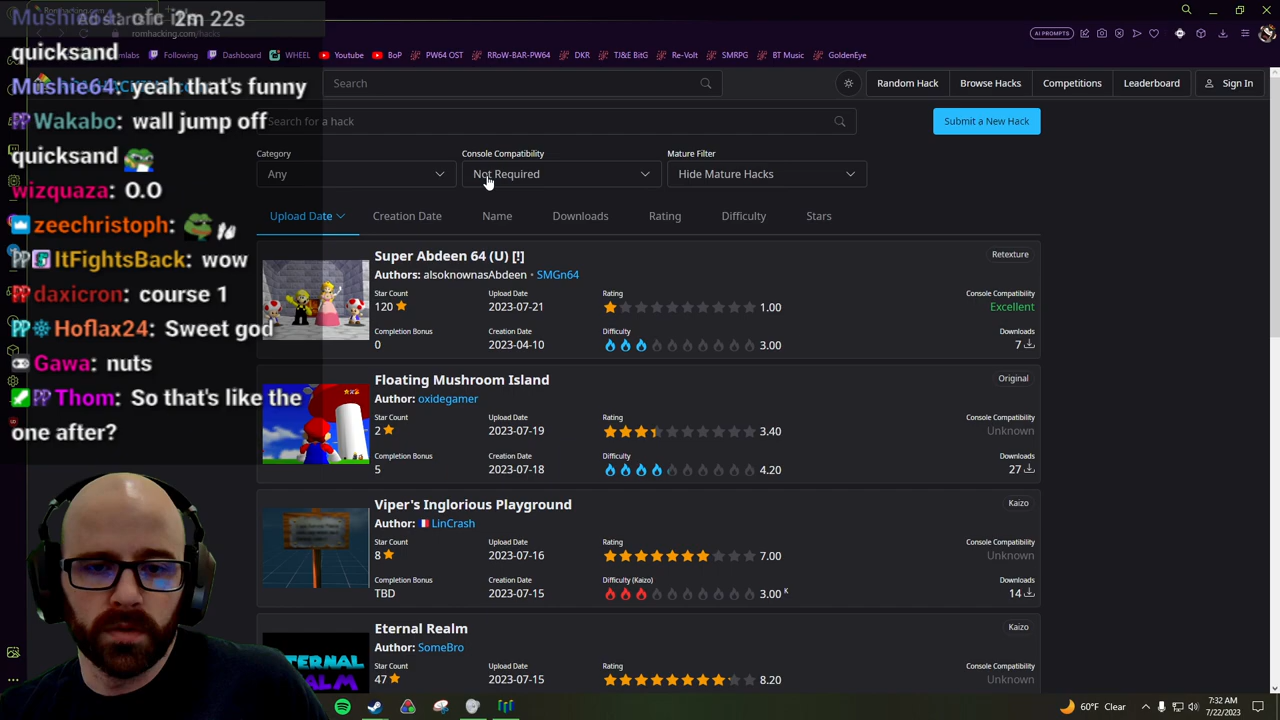 Mushie64: ofc 2m 22s
quicksand
Mushie64: yeah that's funny
Wakabo: wall jump off
quicksand
wizquaza: O.O
zeechristoph:
ItFightsBack: wow
daxicron: course 1
Hoflax24: Sweet god
Gawa: nuts
Thom: So that's like the
one after?
romhacking.com/hacks
Following
Dashboard
WHEEL
Youtube
BoP
PW64 OST
RRoW-BAR-PW64
DKR
TJ&E BitG
Re-Volt
SMRPG
BT Music
GoldenEye
AI PROMPTS
Search
Random Hack
Browse Hacks
Competitions
Leaderboard
Sign In
Search for a hack
Submit a New Hack
Category
Console Compatibility
Mature Filter
Any
Not Required
Hide Mature Hacks
Upload Date
Creation Date
Name
Downloads
Rating
Difficulty
Stars
Super Abdeen 64 (U) [!]
Retexture
Authors: alsoknownasAbdeen • SMGn64
Star Count
Upload Date
Rating
Console Compatibility
120
2023-07-21
1.00
Excellent
Completion Bonus
Creation Date
Difficulty
Downloads
0
2023-04-10
3.00
7
Floating Mushroom Island
Original
Author: oxidegamer
Star Count
Upload Date
Rating
Console Compatibility
2
2023-07-19
3.40
Unknown
Completion Bonus
Creation Date
Difficulty
Downloads
5
2023-07-18
4.20
27
Viper's Inglorious Playground
Kaizo
Author: LinCrash
Star Count
Upload Date
Rating
Console Compatibility
8
2023-07-16
7.00
Unknown
Completion Bonus
Creation Date
Difficulty (Kaizo)
Downloads
TBD
2023-07-15
3.00 K
14
Eternal Realm
Kaizo
Author: SomeBro
Star Count
Upload Date
Rating
Console Compatibility
47
2023-07-15
8.20
Unknown
60°F Clear
7:32 AM
7/22/2023